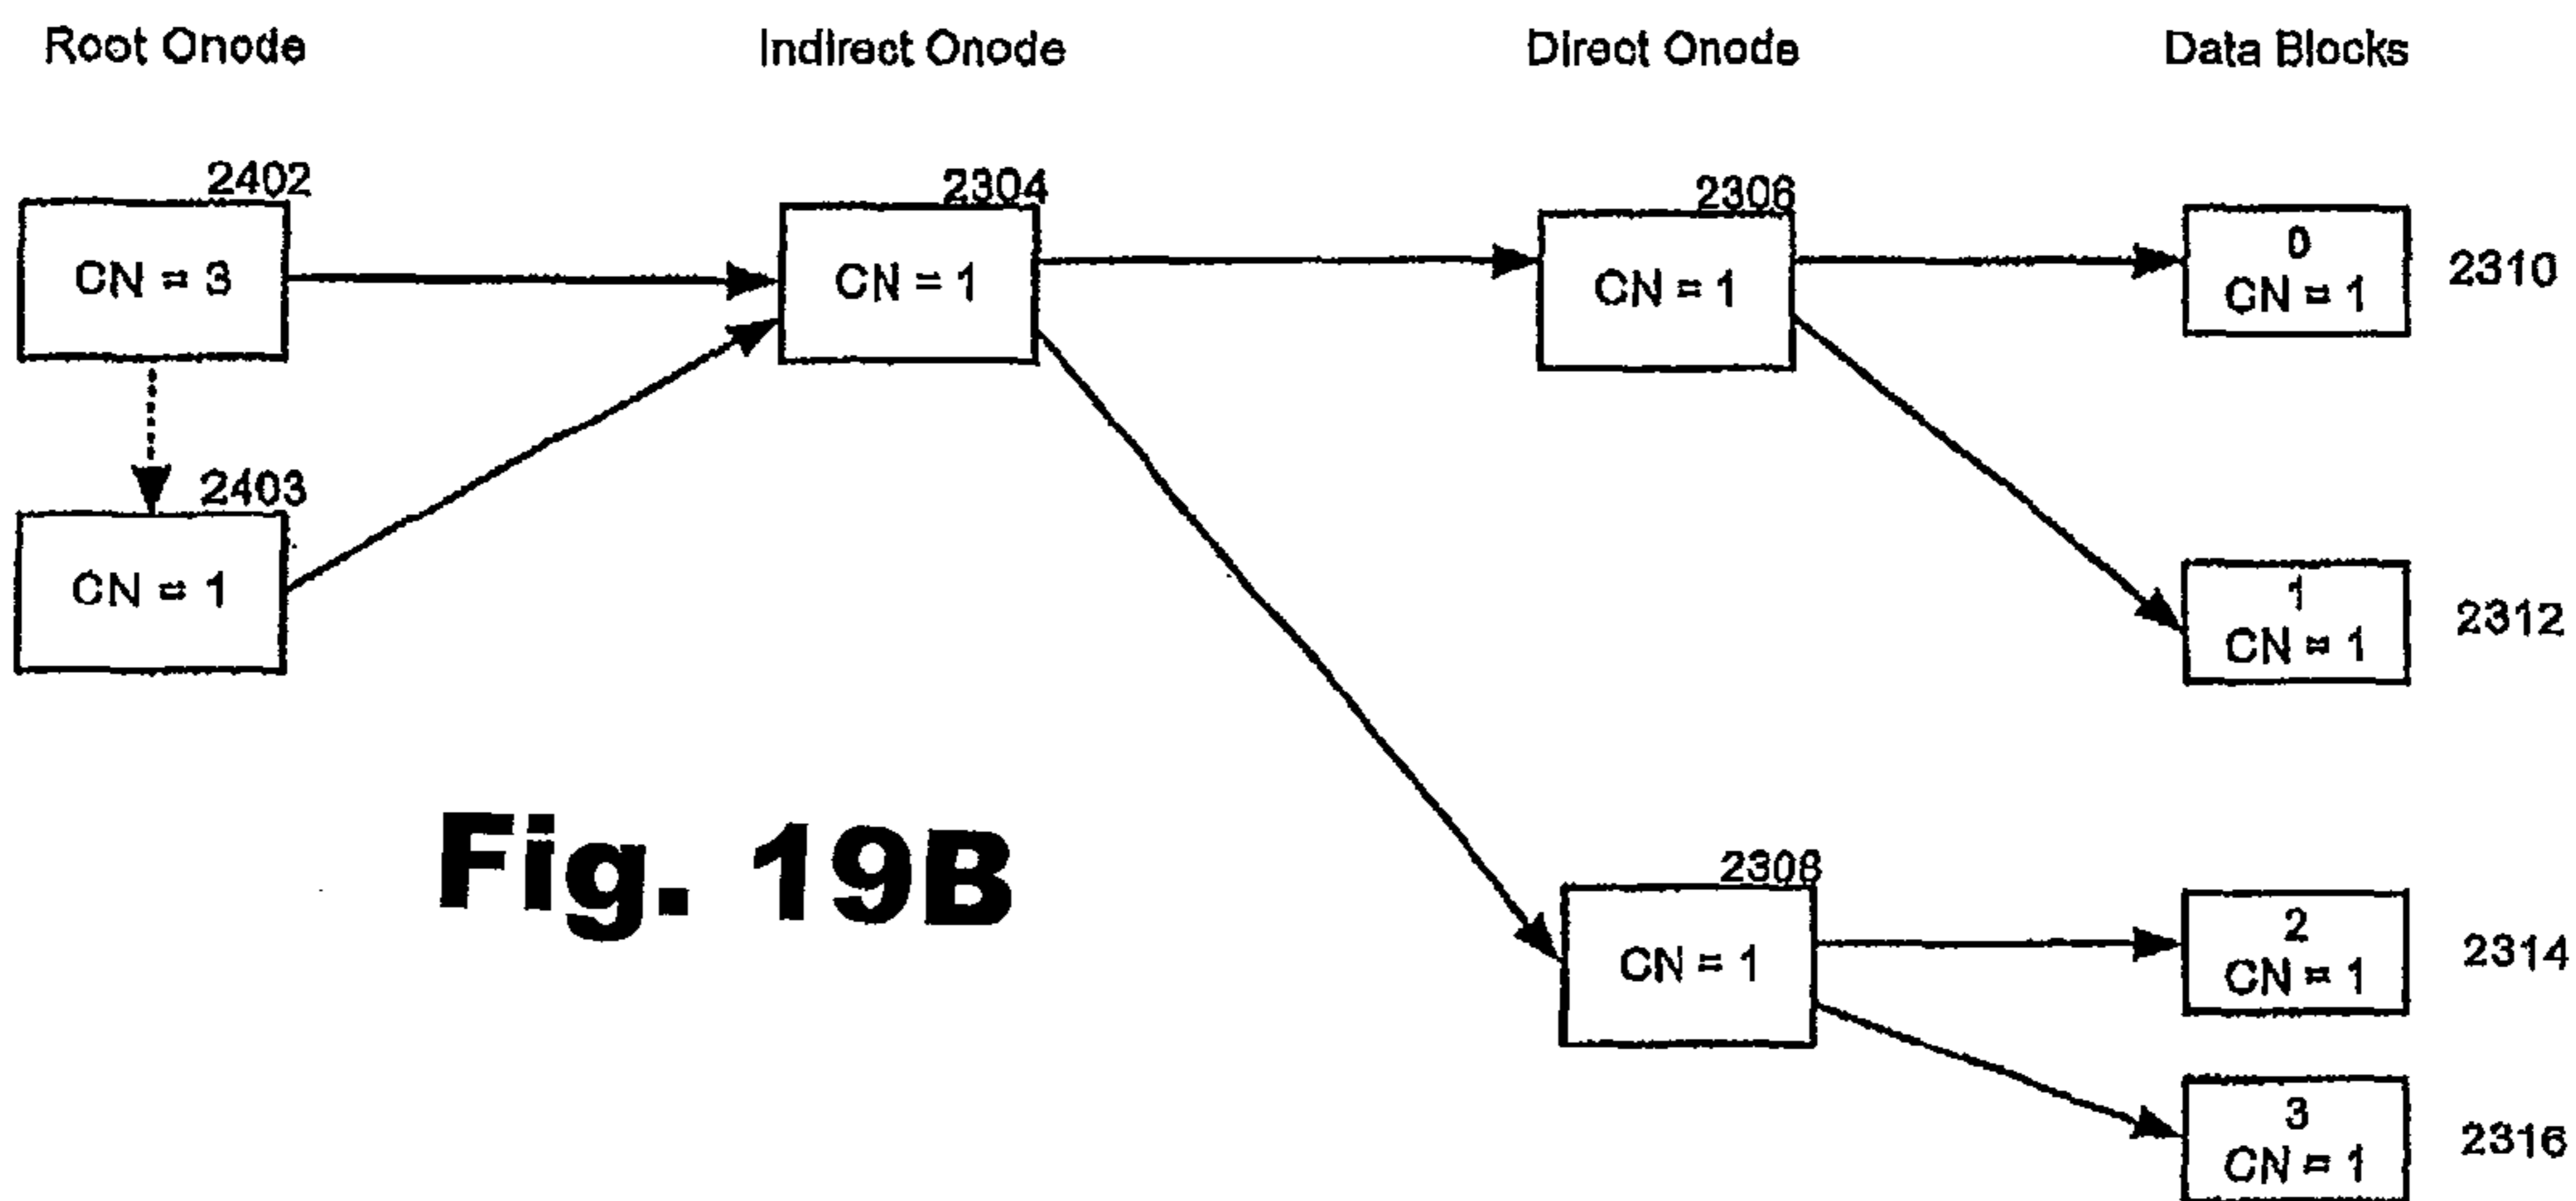 Root Onode
Indirect Onode
Direct Onode
Data Blocks
2402
CN = 3
2304
CN = 1
2306
CN = 1
0
CN = 1
2310
2403
CN = 1
1
CN = 1
2312
Fig. 19B
2308
CN = 1
2
CN = 1
2314
3
CN = 1
2316